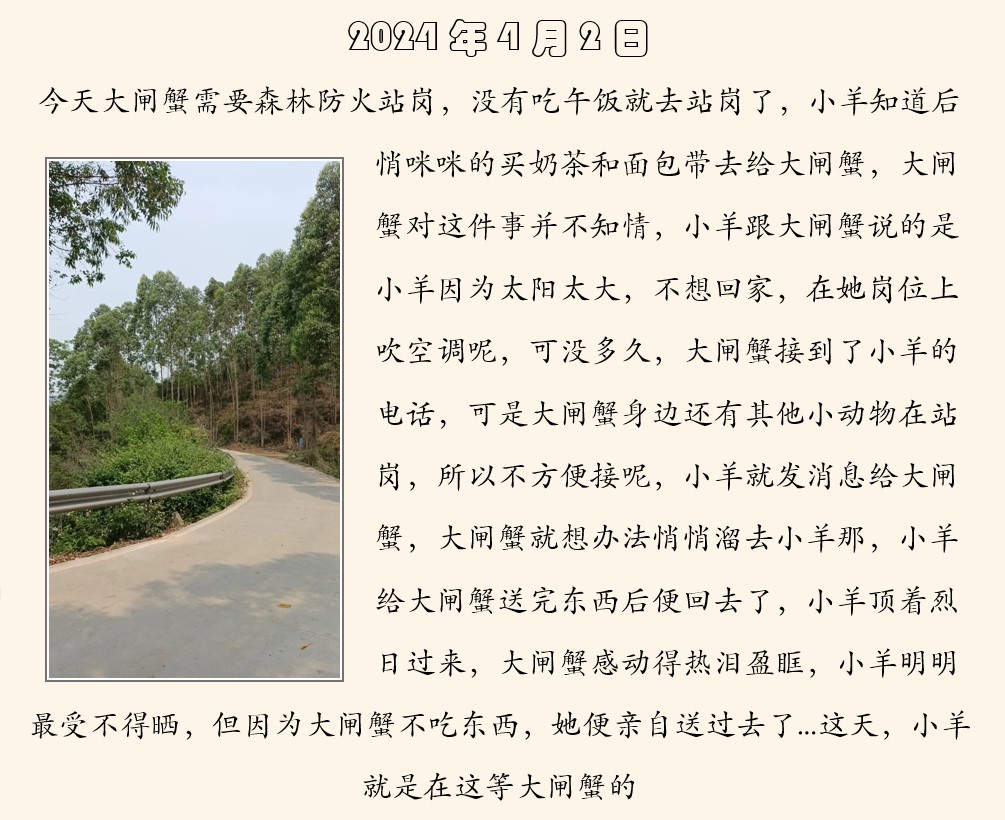 2024年4月2日
今天大闸蟹需要森林防火站岗，没有吃午饭就去站岗了，小羊知道后
悄咪咪的买奶茶和面包带去给大闸蟹，大闸
蟹对这件事并不知情，小羊跟大闸蟹说的是
小羊因为太阳太大，不想回家，在她岗位上
吹空调呢，可没多久，大闸蟹接到了小羊的
电话，可是大闸蟹身边还有其他小动物在站
岗，所以不方便接呢，小羊就发消息给大闸
蟹，大闸蟹就想办法悄悄溜去小羊那，小羊
给大闸蟹送完东西后便回去了，小羊顶着烈
日过来，大闸蟹感动得热泪盈眶，小羊明明
最受不得晒，但因为大闸蟹不吃东西，她便亲自送过去了...这天，小羊
就是在这等大闸蟹的